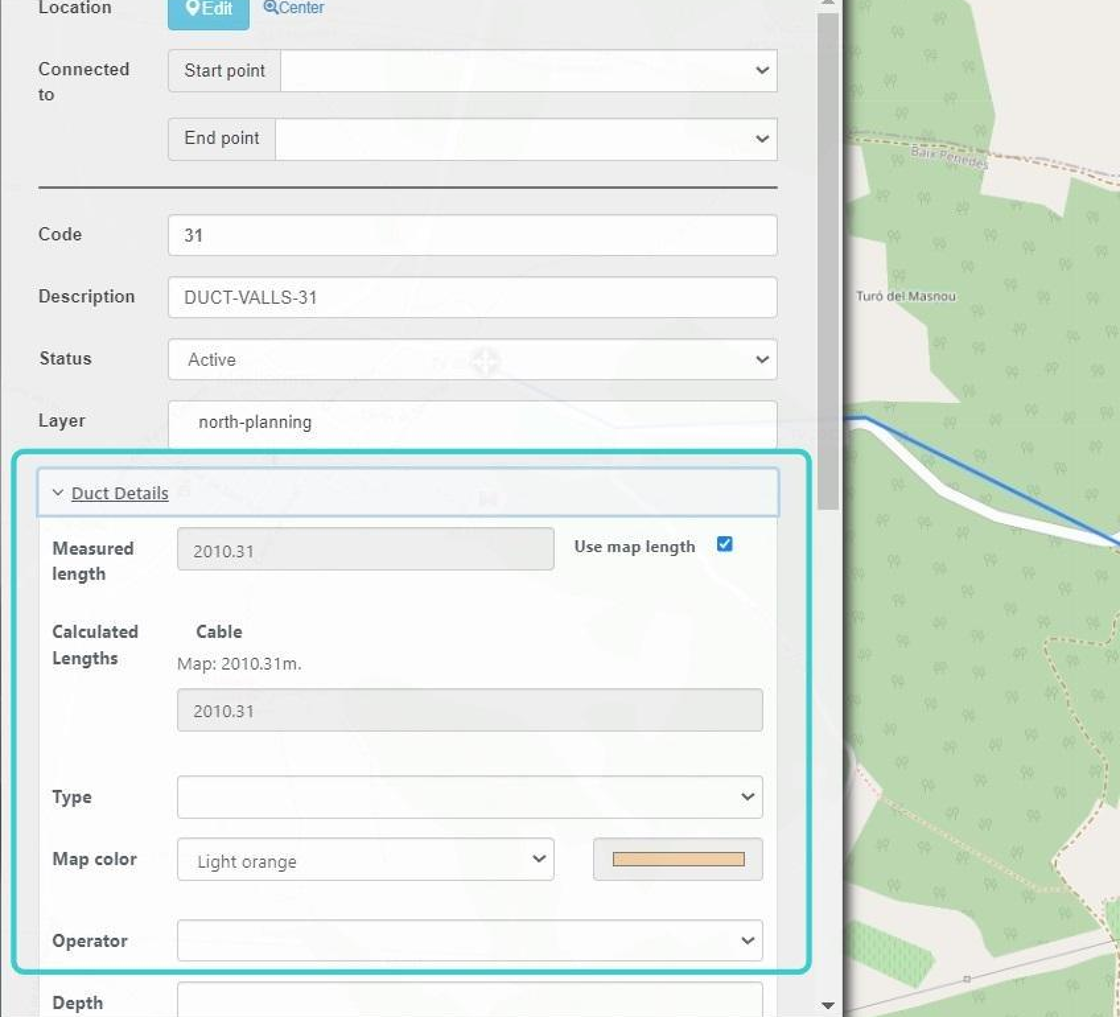 Location
Edit
Center
Connected
to
Start point
End point
Code
31
Description
DUCT-VALLS-31
Status
Active
Layer
north-planning
Duct Details
Measured
length
2010.31
Use map length
Calculated
Lengths
Cable
Map: 2010.31m.
2010.31
Type
Map color
Light orange
Operator
Depth
Baix Penedès
Turó del Masnou